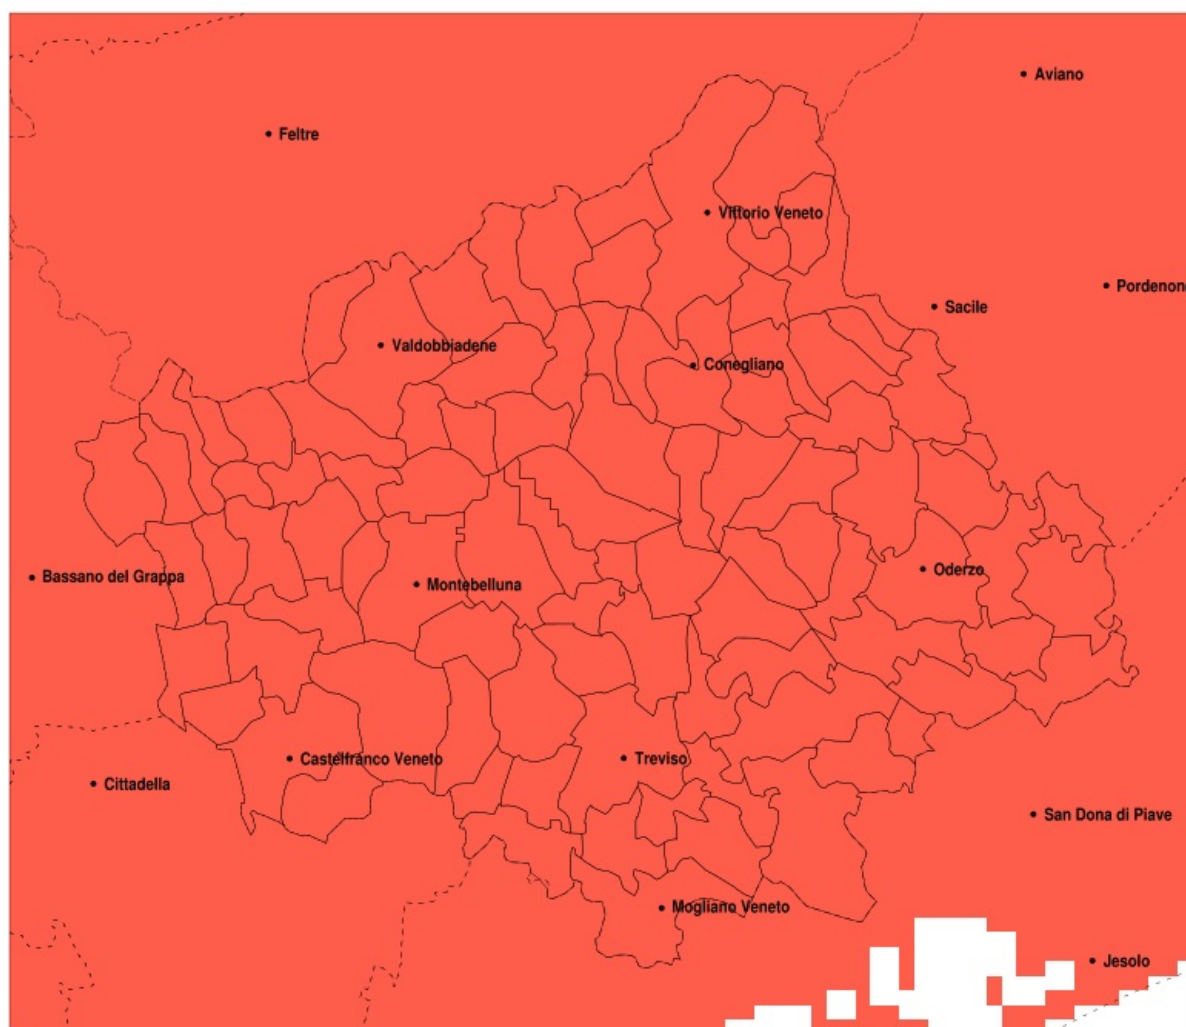 Aviano
Feltre
Vittorio Veneto
Pordenone
Sacile
Valdobbiadene
Conegliano
Oderzo
Bassano del Grappa
Montebelluna
Castelfranco Veneto
Treviso
Cittadella
San Dona di Piave
Mogliano Veneto
Jesolo